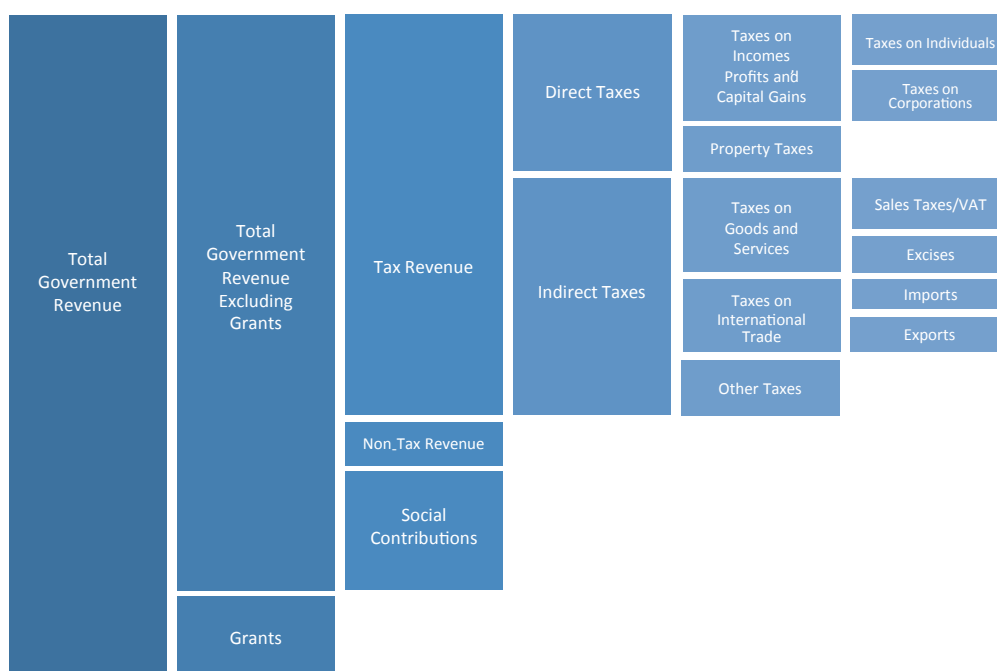 Total
Government
Revenue
Total
Government
Revenue
Excluding
Grants
Grants
Tax Revenue
Non-Tax Revenue
Social
Contributions
Direct Taxes
Indirect Taxes
Taxes on
Incomes
Profits and
Capital Gains
Property Taxes
Taxes on
Goods and
Services
Taxes on
International
Trade
Other Taxes
Taxes on Individuals
Taxes on
Corporations
Sales Taxes/VAT
Excises
Imports
Exports